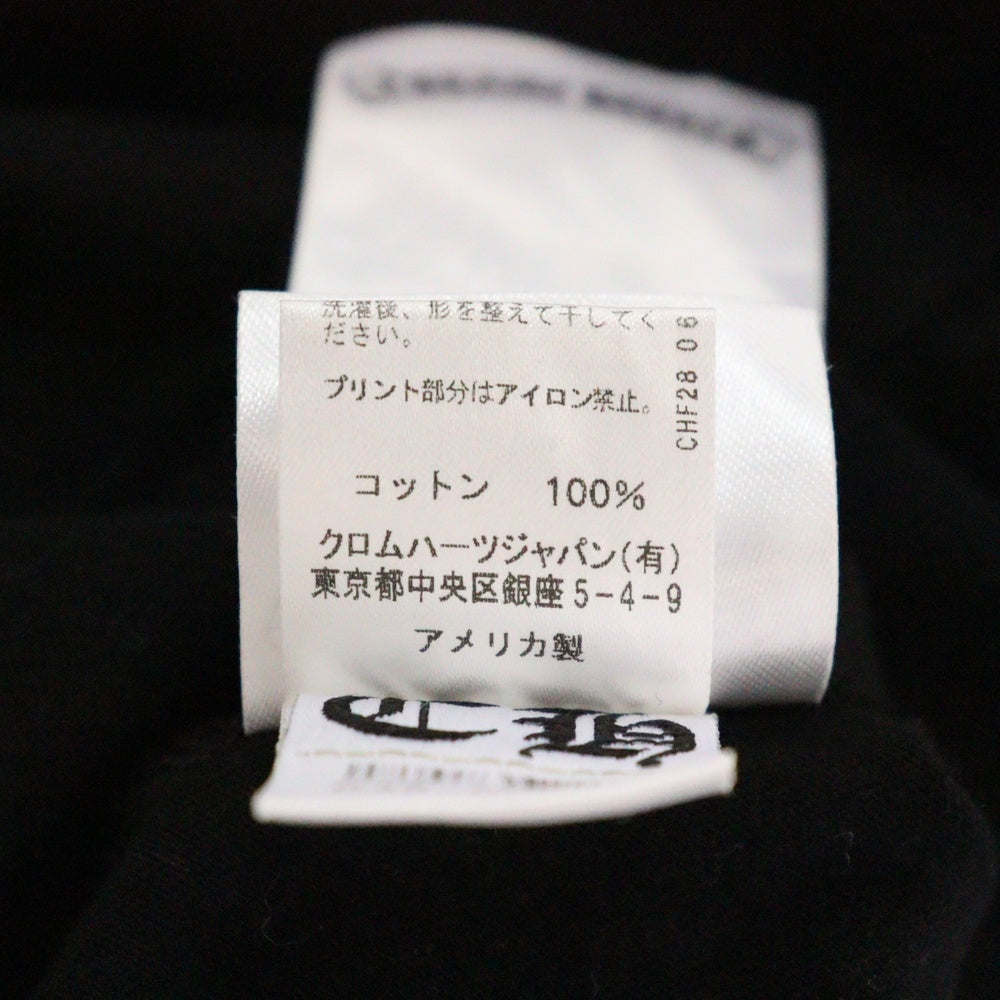 洗濯後、形を整えて干してく
ださい。
プリント部分はアイロン禁止。
コットン 100%
クロムハーツジャパン(有)
東京都中央区銀座5-4-9
アメリカ製
CHF28 06